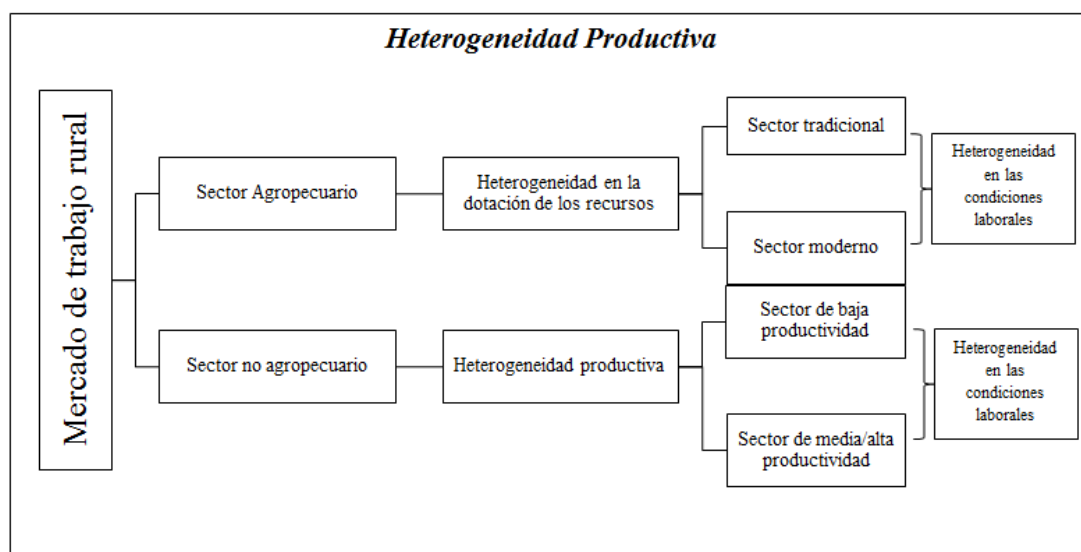 Heterogeneidad Productiva
Mercado de trabajo rural
Sector Agropecuario
Heterogeneidad en la
dotación de los recursos
Sector tradicional
Sector moderno
Heterogeneidad
en las
condiciones
laborales
Sector no agropecuario
Heterogeneidad productiva
Sector de baja
productividad
Sector de media/alta
productividad
Heterogeneidad
en las
condiciones
laborales